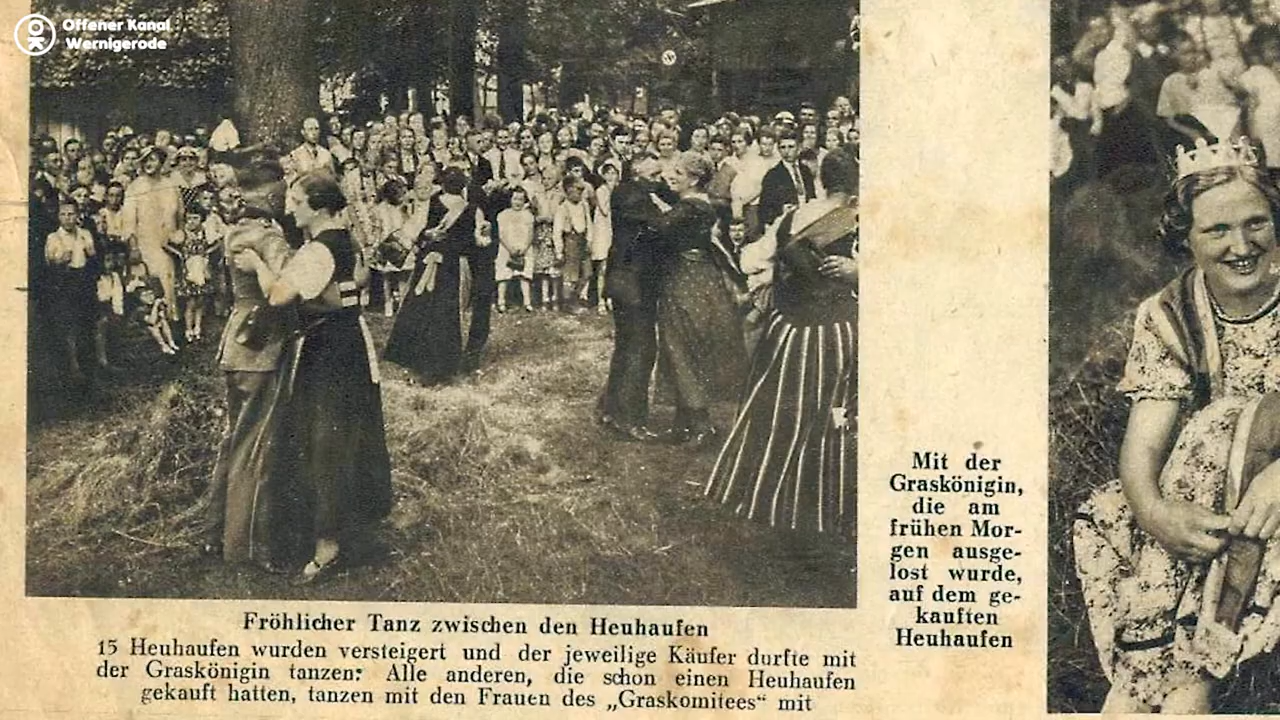 Offener Kanal
Wernigerode
Fröhlicher Tanz zwischen den Heuhaufen
15 Heuhaufen wurden versteigert und der jeweilige Käufer durfte mit
der Graskönigin tanzen: Alle anderen, die schon einen Heuhaufen
gekauft hatten, tanzen mit den Frauen des „Graskomitees“ mit
Mit der
Graskönigin,
die am
frühen Mor-
gen ausge-
lost wurde,
auf dem ge-
kauften
Heuhaufen